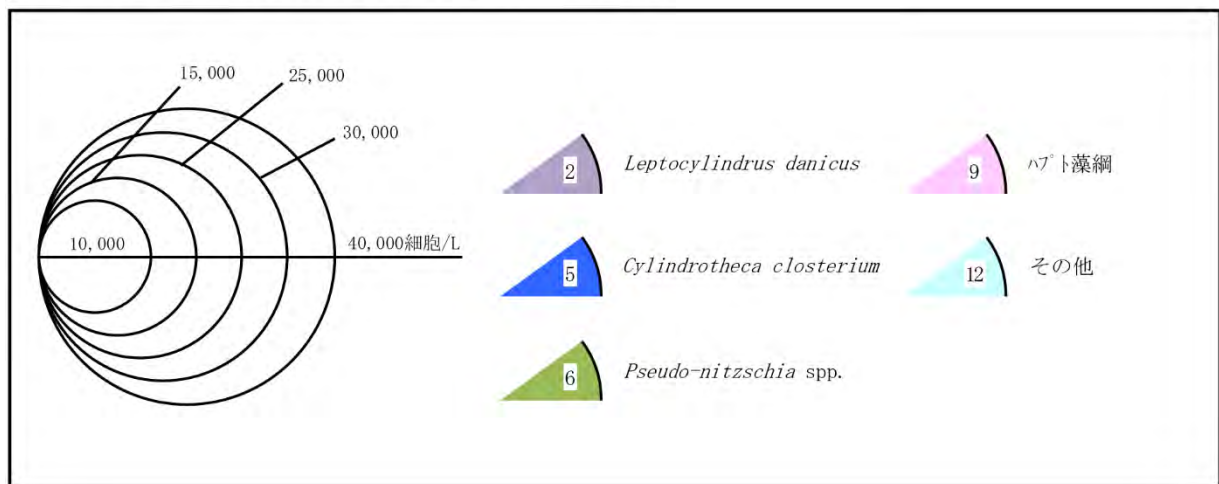 15,000
25,000
30,000
10,000
40,000細胞/L
2 Leptocylindrus danicus
9 ﾊﾌﾟﾄ藻綱
5 Cylindrotheca closterium
12 その他
6 Pseudo-nitzschia spp.